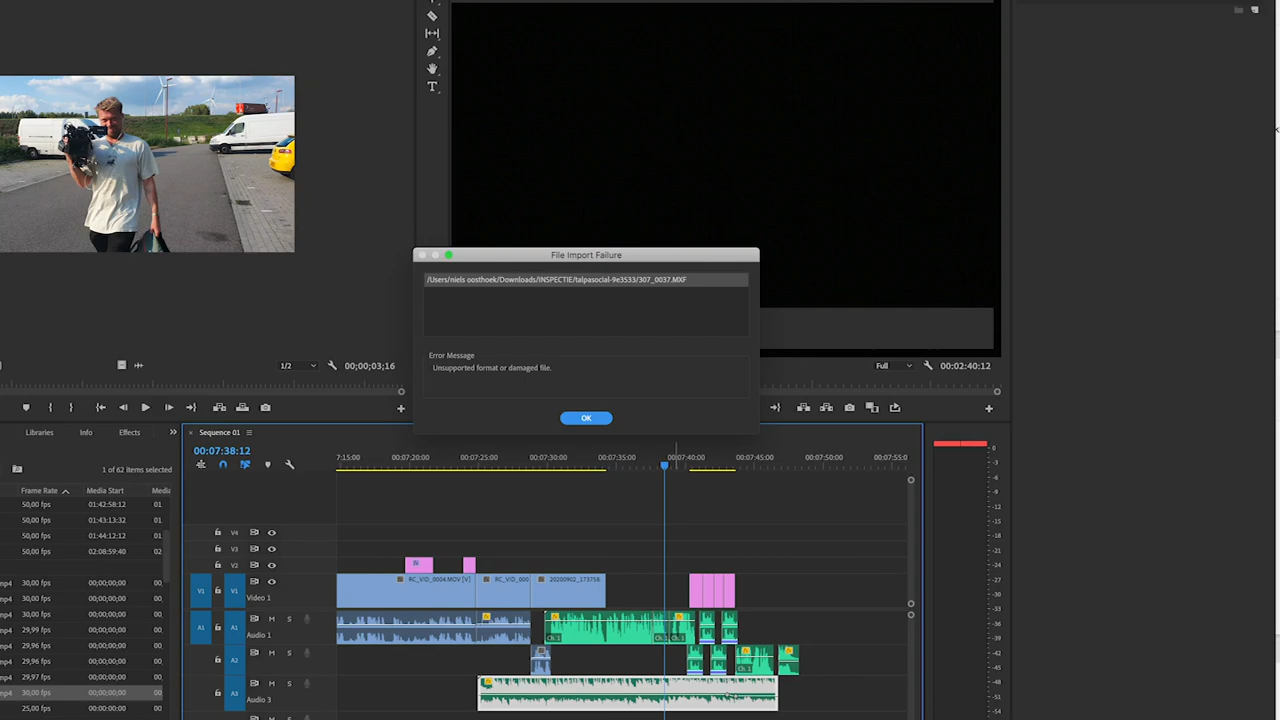 T
File Import Failure
/Users/niels oosthoek/Downloads/INSPECTIE/talpasocial-9e3533/307_0037.MXF
Error Message
Unsupported format or damaged file.
OK
1/2
00;00;03;16
Full
00:02:40:12
Libraries
Info
Effects
Sequence 01
1 of 62 items selected
00:07:38:12
7:15:00
00:07:20:00
00:07:25:00
00:07:30:00
00:07:35:00
00:07:40:00
00:07:45:00
00:07:50:00
00:07:55:0
Frame Rate
Media Start
Media
50,00 fps
01:42:58:12
01
50,00 fps
01:43:13:32
01
50,00 fps
01:44:12:12
01
50,00 fps
02:08:59:40
02
mp4
30,00 fps
00;00;00;00
00
mp4
30,00 fps
00;00;00;00
00
mp4
30,00 fps
00;00;00;00
00
mp4
29,99 fps
00;00;00;00
00
mp4
29,96 fps
00;00;00;00
00
mp4
29,96 fps
00;00;00;00
00
mp4
29,97 fps
00;00;00;00
00
mp4
30,00 fps
00;00;00;00
00
25,00 fps
00:00:00:00
00
V4
V3
V2
fx
V1
V1
Video 1
RC_VID_0004.MOV [V]
RC_VID_000
20200902_173758
A1
A1
M
S
Audio 1
Ch. 1
Ch. 1
Ch. 1
A2
M
S
Ch. 1
A3
M
S
Audio 3
0
-3
-6
-9
-12
-15
-18
-21
-24
-27
-30
-33
-36
-39
-42
-45
-48
-51
-54